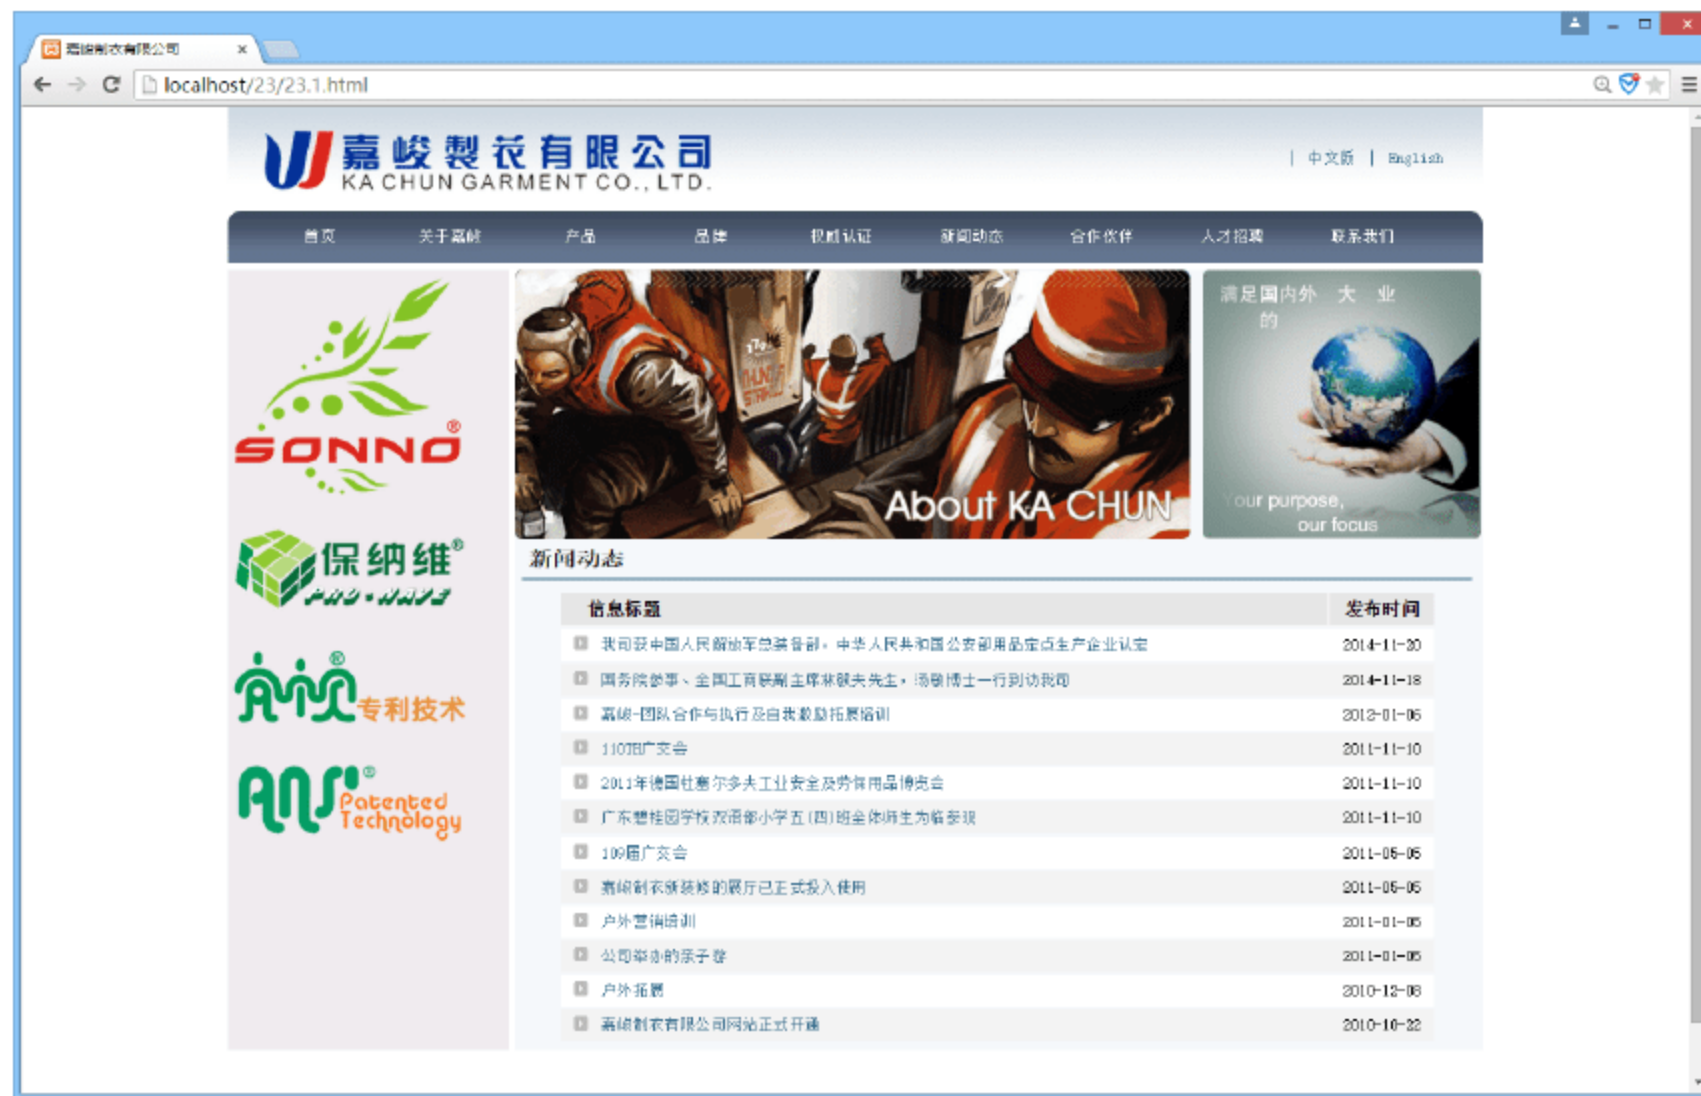 嘉峻制衣有限公司
localhost/23/23.1.html
嘉峻製衣有限公司
KA CHUN GARMENT CO., LTD.
| 中文版 | English
首页 关于嘉峻 产品 品牌 权威认证 新闻动态 合作伙伴 人才招聘 联系我们
SONNO®
保纳维®
PRO·NAVE
®
专利技术
ANS®
Patented
Technology
THUNDER
About KA CHUN
满足国内外 大 业
的
Your purpose,
our focus
新闻动态
信息标题 发布时间
我司获中国人民解放军总装备部，中华人民共和国公安部用品定点生产企业认定 2014-11-20
国务院参事、全国工商联副主席林毅夫先生，汤敏博士一行到访我司 2014-11-18
嘉峻-团队合作与执行及自我激励拓展培训 2012-01-06
110TH广交会 2011-11-10
2011年德国杜塞尔多夫工业安全及劳保用品博览会 2011-11-10
广东碧桂园学校双语部小学五(四)班全体师生为临参观 2011-11-10
109届广交会 2011-05-05
嘉峻制衣新装修的展厅已正式投入使用 2011-05-05
户外营销培训 2011-01-05
公司举办的亲子游 2011-01-05
户外拓展 2010-12-08
嘉峻制衣有限公司网站正式开通 2010-10-22